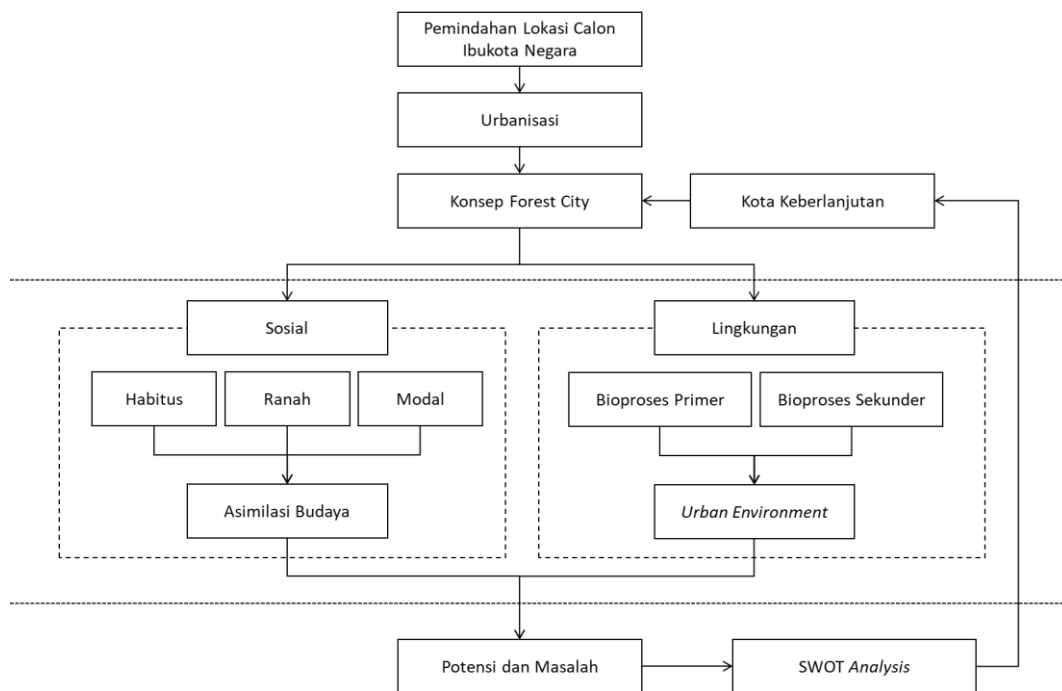 Pemindahan Lokasi Calon
Ibukota Negara
Urbanisasi
Konsep Forest City
Kota Keberlanjutan
Sosial
Lingkungan
Habitus
Ranah
Modal
Bioproses Primer
Bioproses Sekunder
Asimilasi Budaya
Urban Environment
Potensi dan Masalah
SWOT Analysis